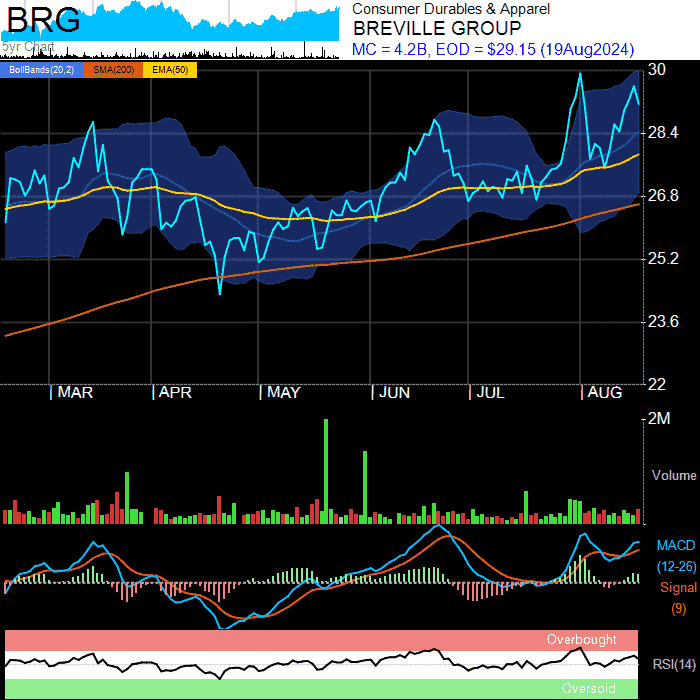 BRG
5yr Chart
Consumer Durables & Apparel
BREVILLE GROUP
MC = 4.2B, EOD = $29.15 (19Aug2024)
BollBands(20,2) SMA(200) EMA(50)
30
28.4
26.8
25.2
23.6
22
MAR APR MAY JUN JUL AUG
2M
Volume
MACD
(12-26)
Signal
(9)
Overbought
RSI(14)
Oversold